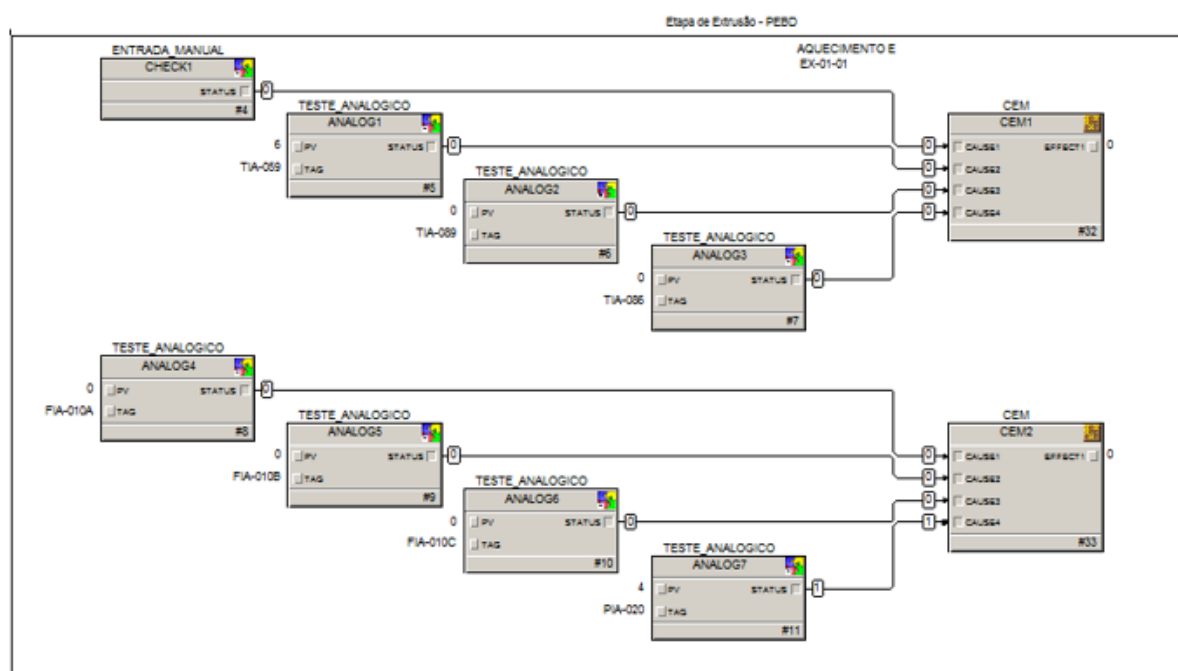 Etapa de Extrusão - PEBD
AQUECIMENTO E
EX-01-01
ENTRADA_MANUAL
CHECK1
STATUS 0
#4
TESTE_ANALOGICO
ANALOG1
6 PV STATUS 0
TIA-059 TAG
#5
TESTE_ANALOGICO
ANALOG2
0 PV STATUS 0
TIA-089 TAG
#6
TESTE_ANALOGICO
ANALOG3
0 PV STATUS 0
TIA-086 TAG
#7
CEM
CEM1
0 CAUSE1 EFFECT1 0
0 CAUSE2
0 CAUSE3
0 CAUSE4
#32
TESTE_ANALOGICO
ANALOG4
0 PV STATUS 0
FIA-010A TAG
#8
TESTE_ANALOGICO
ANALOG5
0 PV STATUS 0
FIA-010B TAG
#9
TESTE_ANALOGICO
ANALOG6
0 PV STATUS 0
FIA-010C TAG
#10
TESTE_ANALOGICO
ANALOG7
4 PV STATUS 1
PIA-020 TAG
#11
CEM
CEM2
0 CAUSE1 EFFECT1 0
0 CAUSE2
0 CAUSE3
1 CAUSE4
#33